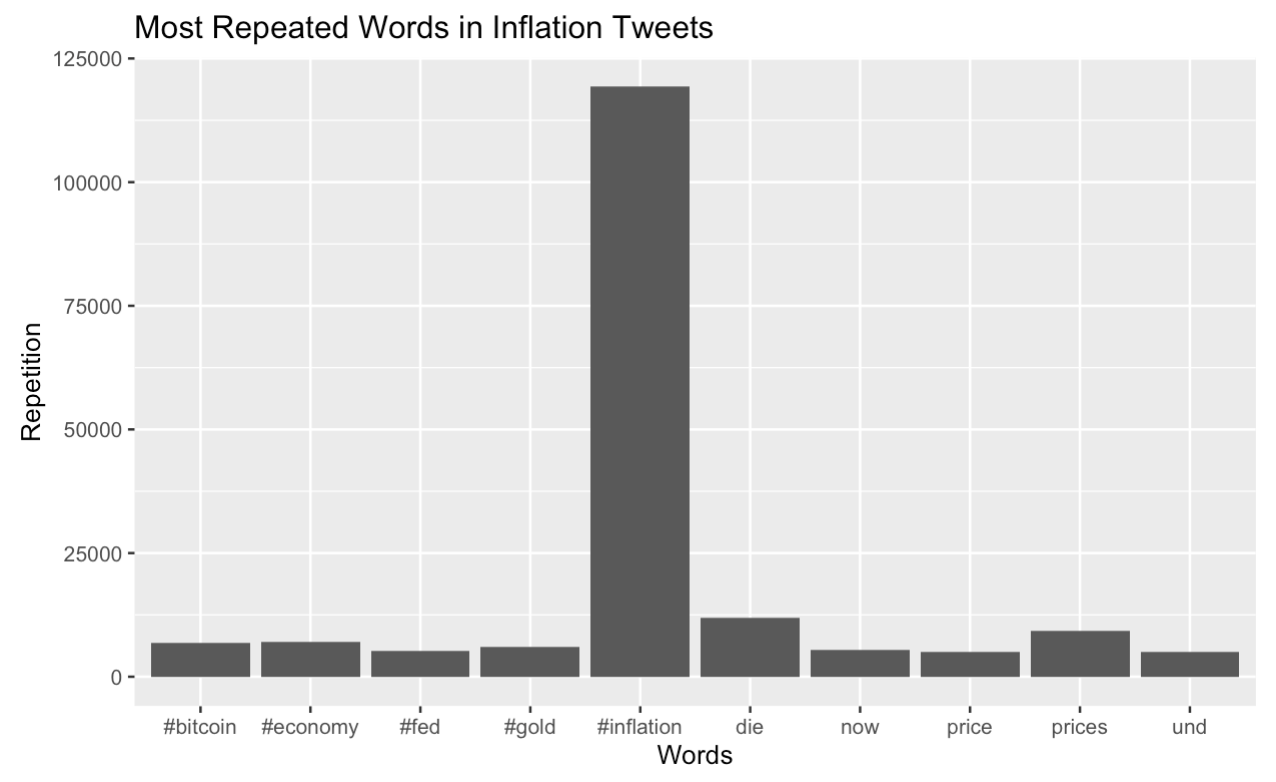 Most Repeated Words in Inflation Tweets
125000
100000
75000
50000
25000
0
Repetition
#bitcoin #economy #fed #gold #inflation die now price prices und
Words